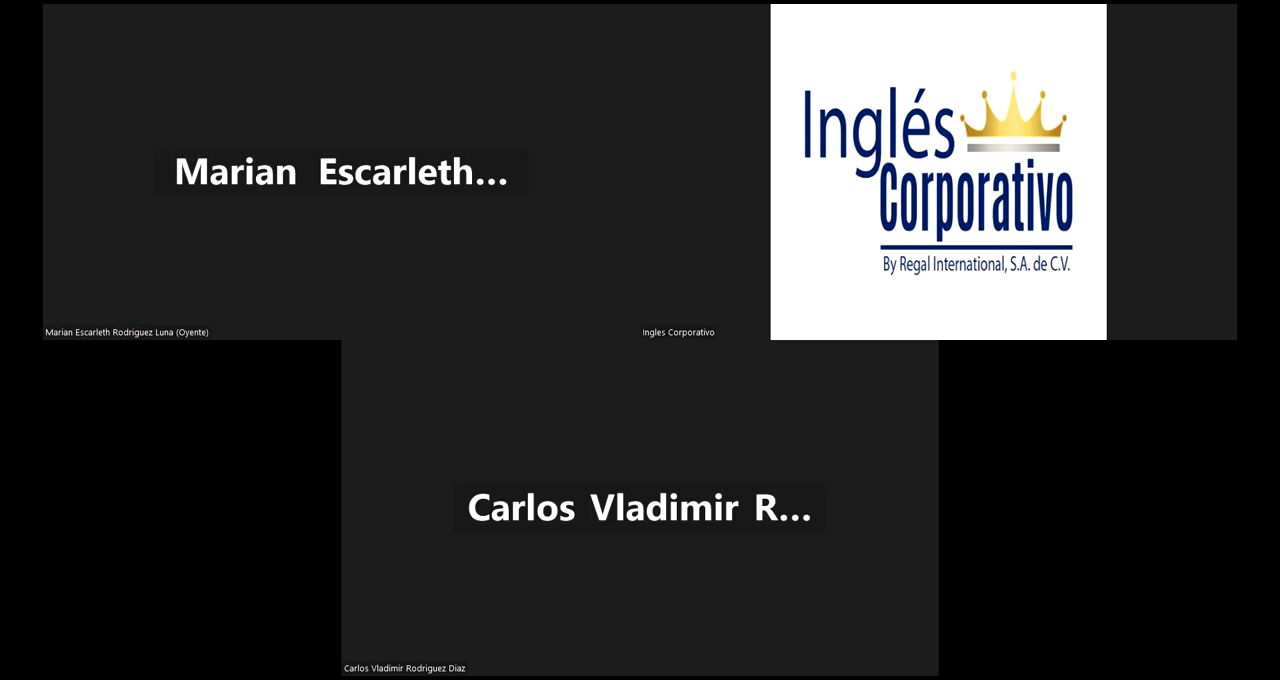 Marian Escarleth...
Marian Escarleth Rodriguez Luna (Oyente)
Inglés
Corporativo
By Regal International, S.A. de C.V.
Ingles Corporativo
Carlos Vladimir R...
Carlos Vladimir Rodriguez Diaz